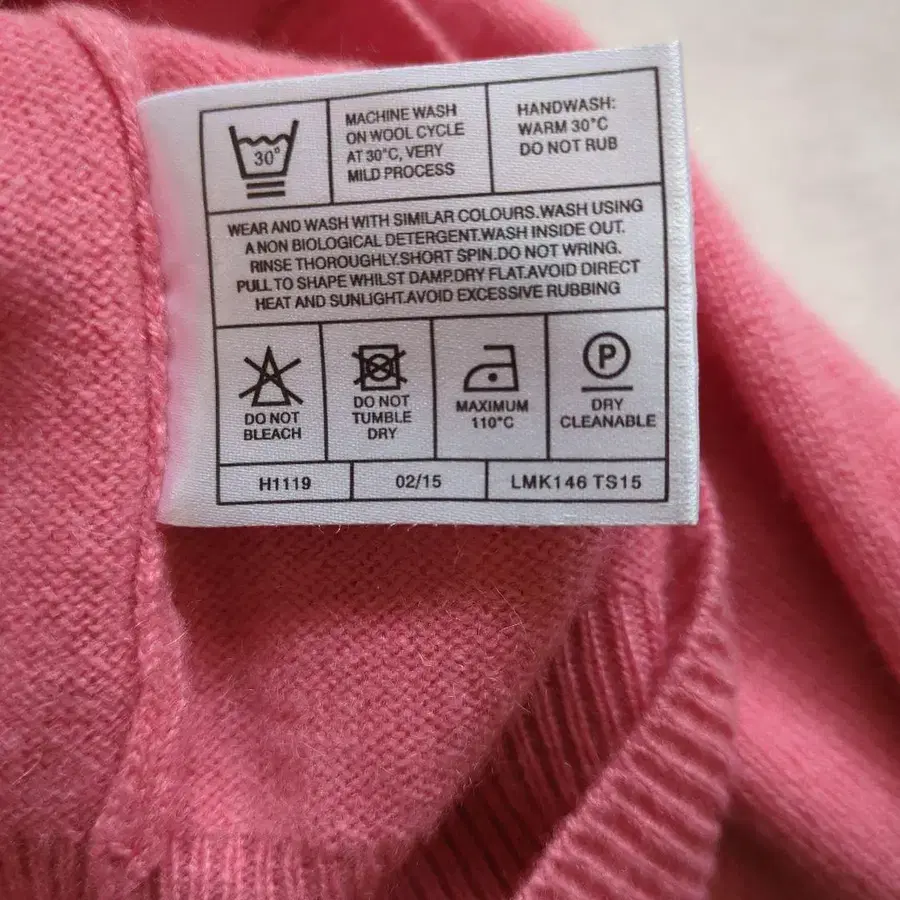 30°
MACHINE WASH
ON WOOL CYCLE
AT 30°C, VERY
MILD PROCESS
HANDWASH:
WARM 30°C
DO NOT RUB
WEAR AND WASH WITH SIMILAR COLOURS.WASH USING
A NON BIOLOGICAL DETERGENT.WASH INSIDE OUT.
RINSE THOROUGHLY.SHORT SPIN.DO NOT WRING.
PULL TO SHAPE WHILST DAMP.DRY FLAT.AVOID DIRECT
HEAT AND SUNLIGHT.AVOID EXCESSIVE RUBBING
DO NOT
BLEACH
DO NOT
TUMBLE
DRY
MAXIMUM
110°C
P
DRY
CLEANABLE
H1119
02/15
LMK146 TS15